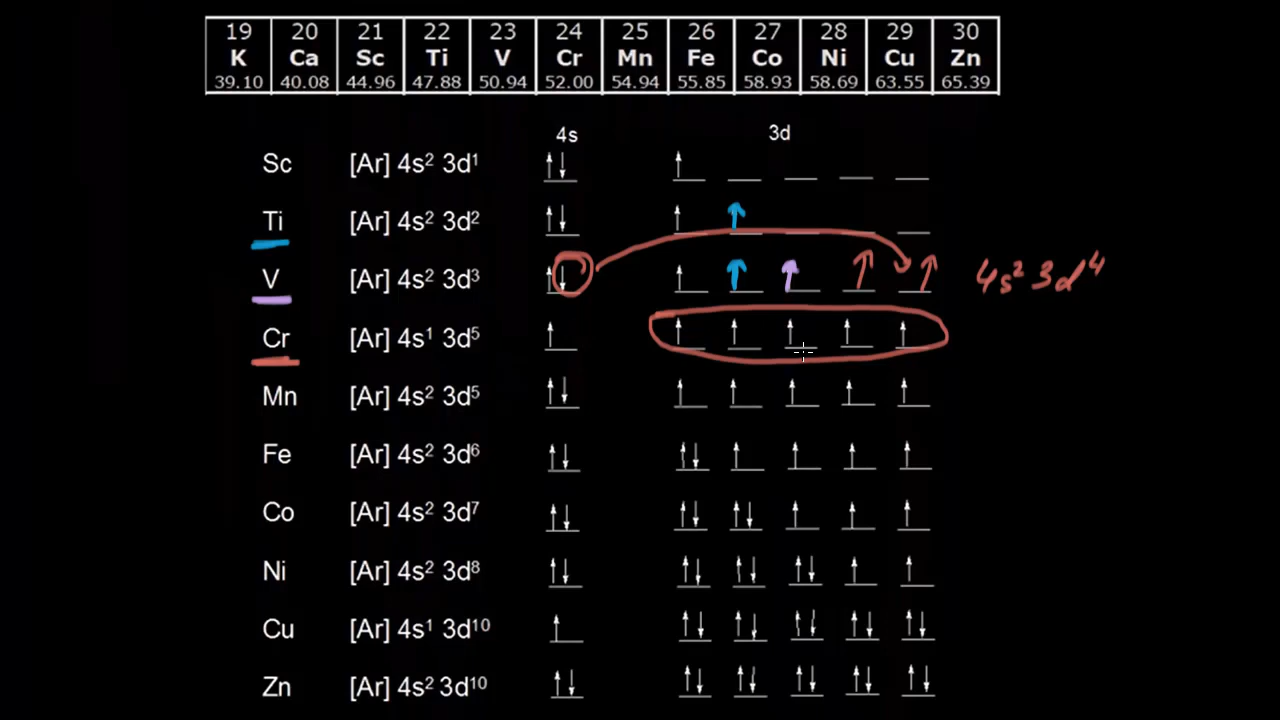 19 20 21 22 23 24 25 26 27 28 29 30
K Ca Sc Ti V Cr Mn Fe Co Ni Cu Zn
39.10 40.08 44.96 47.88 50.94 52.00 54.94 55.85 58.93 58.69 63.55 65.39
4s 3d
Sc [Ar] 4s² 3d¹
Ti [Ar] 4s² 3d²
V [Ar] 4s² 3d³ 4s² 3d⁴
Cr [Ar] 4s¹ 3d⁵
Mn [Ar] 4s² 3d⁵
Fe [Ar] 4s² 3d⁶
Co [Ar] 4s² 3d⁷
Ni [Ar] 4s² 3d⁸
Cu [Ar] 4s¹ 3d¹⁰
Zn [Ar] 4s² 3d¹⁰